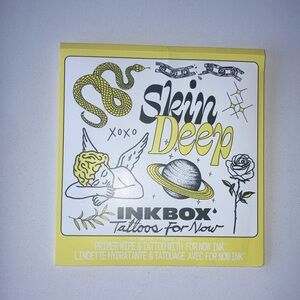 Skin
Deep
XOXO
INKBOX
Tattoos For Now
PRIMER WIPE & TATTOO WITH FOR NOW INK
LINGETTE HYDRATANTE & TATOUAGE AVEC FOR NOW INK